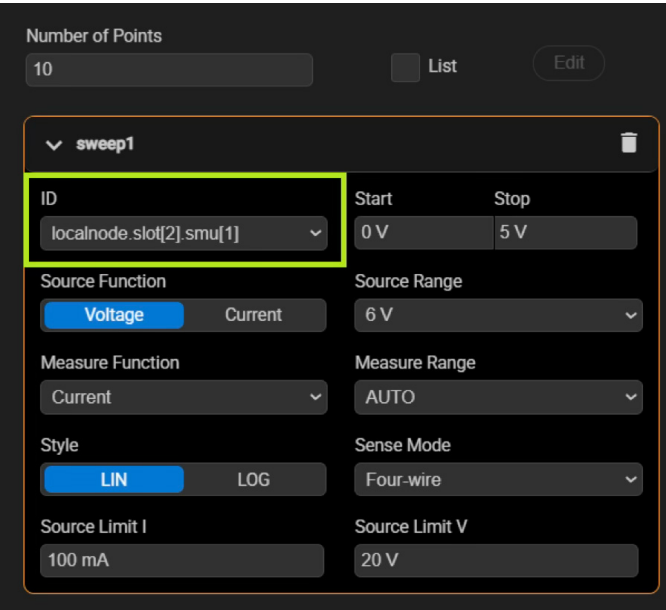 Number of Points
10
List
Edit
sweep1
ID
Start
Stop
localnode.slot[2].smu[1]
0 V
5 V
Source Function
Source Range
Voltage
Current
6 V
Measure Function
Measure Range
Current
AUTO
Style
Sense Mode
LIN
LOG
Four-wire
Source Limit I
Source Limit V
100 mA
20 V